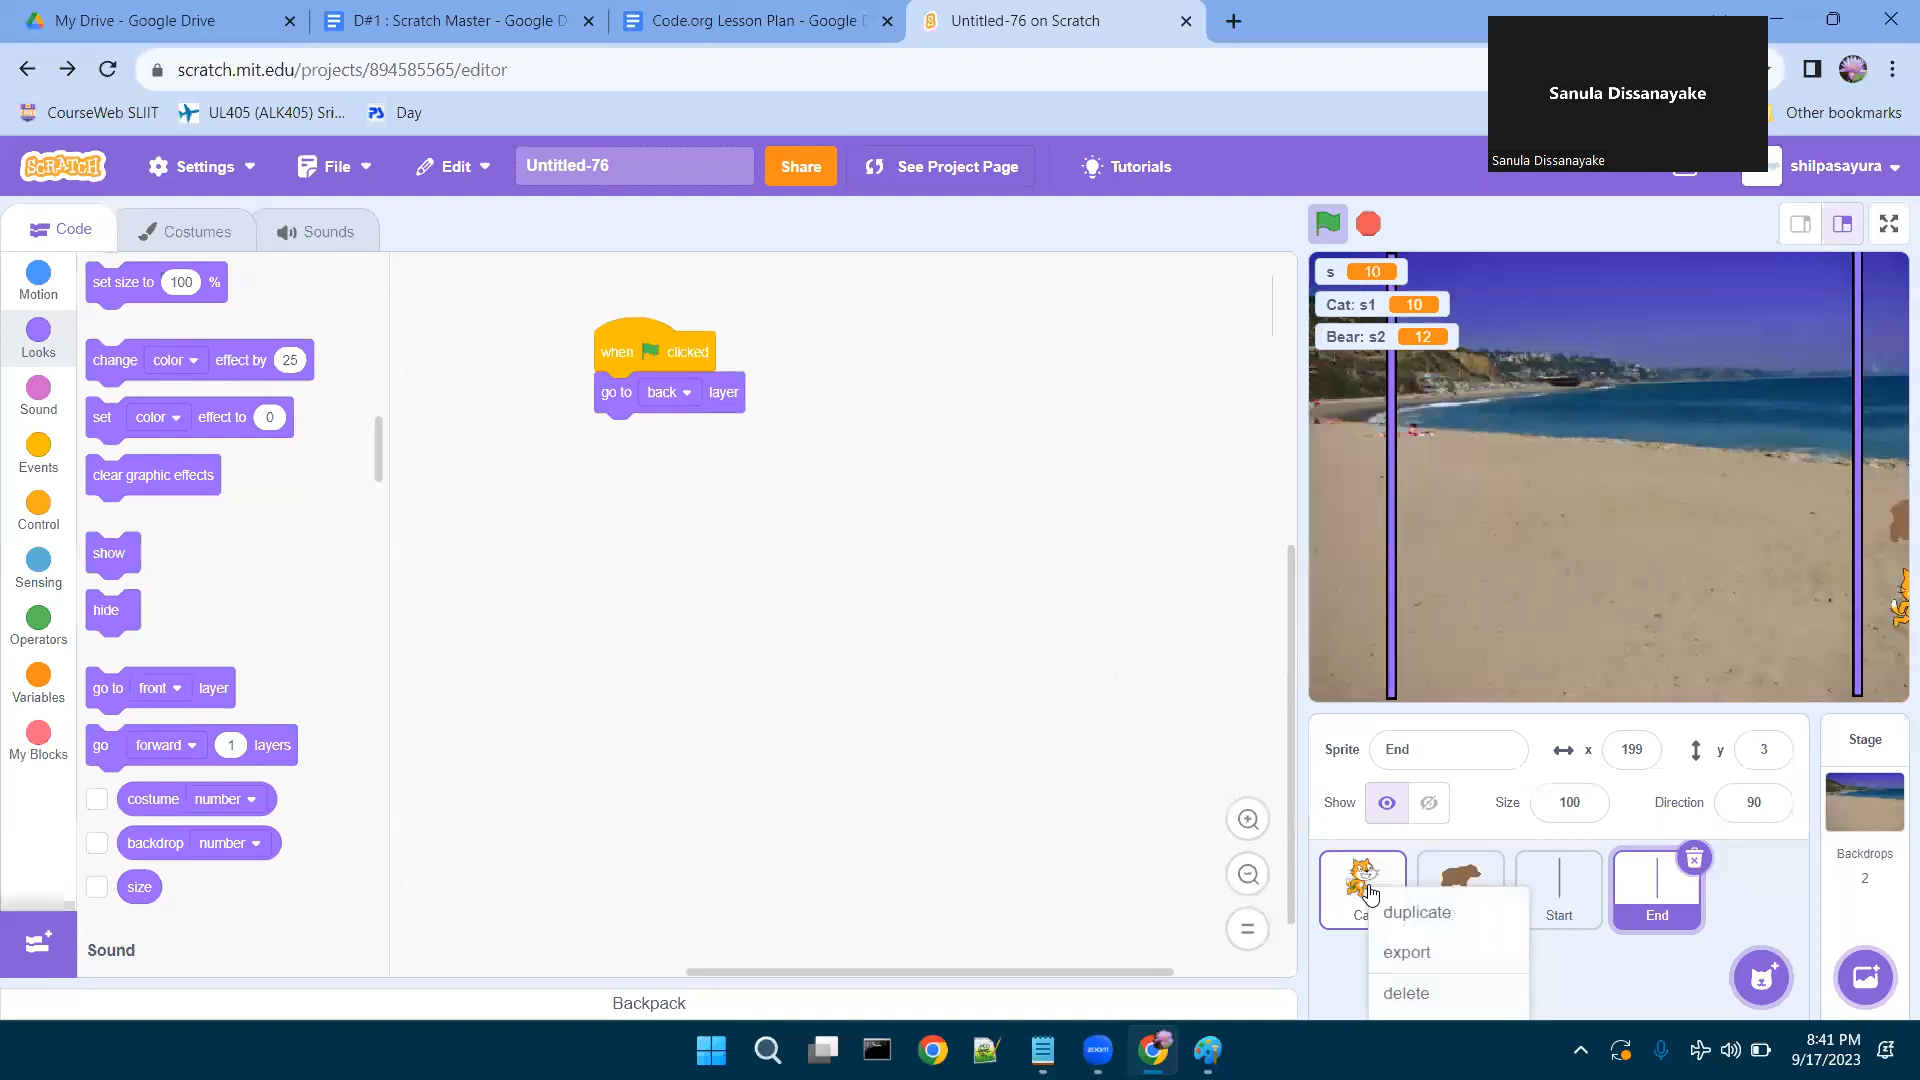 My Drive - Google Drive
D#1 : Scratch Master - Google D
Code.org Lesson Plan - Google D
Untitled-76 on Scratch
scratch.mit.edu/projects/894585565/editor
CourseWeb SLIIT
UL405 (ALK405) Sri...
PS
Day
Other bookmarks
Sanula Dissanayake
Sanula Dissanayake
SCRATCH
Settings
File
Edit
Untitled-76
Share
See Project Page
Tutorials
shilpasayura
Code
Costumes
Sounds
Motion
Looks
Sound
Events
Control
Sensing
Operators
Variables
My Blocks
set size to 100 %
change color effect by 25
set color effect to 0
clear graphic effects
show
hide
go to front layer
go forward 1 layers
costume number
backdrop number
size
Sound
when clicked
go to back layer
s 10
Cat: s1 10
Bear: s2 12
Sprite End x 199 y 3
Show Size 100 Direction 90
Stage
Backdrops
2
Ca
Start
End
duplicate
export
delete
Backpack
zoom
8:41 PM
9/17/2023